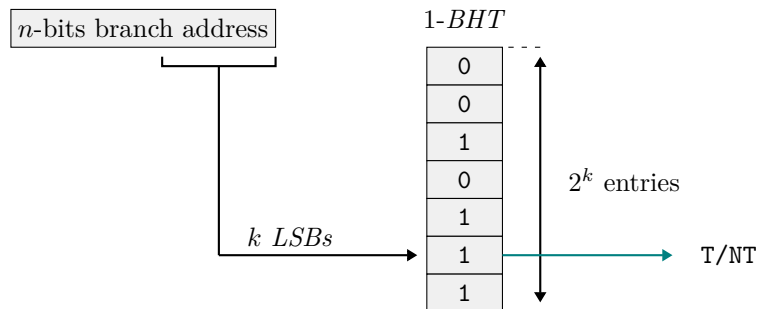 n-bits branch address
1-BHT
0
0
1
0
1
1
1
2^k entries
k LSBs
T/NT